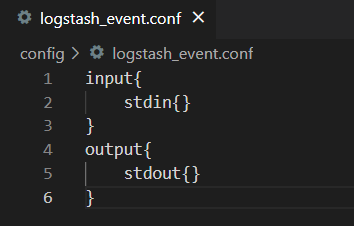 logstash_event.conf
config > logstash_event.conf
1 input{
2     stdin{}
3 }
4 output{
5     stdout{}
6 }